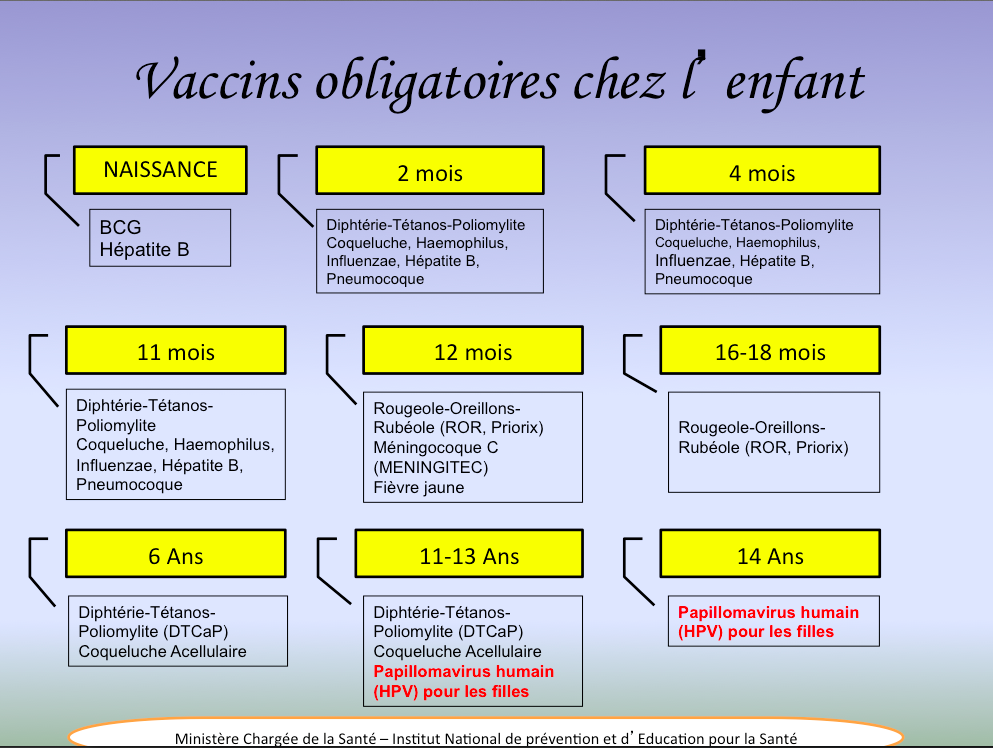 Vaccins obligatoires chez l’ enfant
NAISSANCE
BCG
Hépatite B
2 mois
Diphtérie-Tétanos-Poliomylite
Coqueluche, Haemophilus,
Influenzae, Hépatite B,
Pneumocoque
4 mois
Diphtérie-Tétanos-Poliomylite
Coqueluche, Haemophilus,
Influenzae, Hépatite B,
Pneumocoque
11 mois
Diphtérie-Tétanos-
Poliomylite
Coqueluche, Haemophilus,
Influenzae, Hépatite B,
Pneumocoque
12 mois
Rougeole-Oreillons-
Rubéole (ROR, Priorix)
Méningocoque C
(MENINGITEC)
Fièvre jaune
16-18 mois
Rougeole-Oreillons-
Rubéole (ROR, Priorix)
6 Ans
Diphtérie-Tétanos-
Poliomylite (DTCaP)
Coqueluche Acellulaire
11-13 Ans
Diphtérie-Tétanos-
Poliomylite (DTCaP)
Coqueluche Acellulaire
Papillomavirus humain
(HPV) pour les filles
14 Ans
Papillomavirus humain
(HPV) pour les filles
Ministère Chargée de la Santé – Institut National de prévention et d’ Education pour la Santé